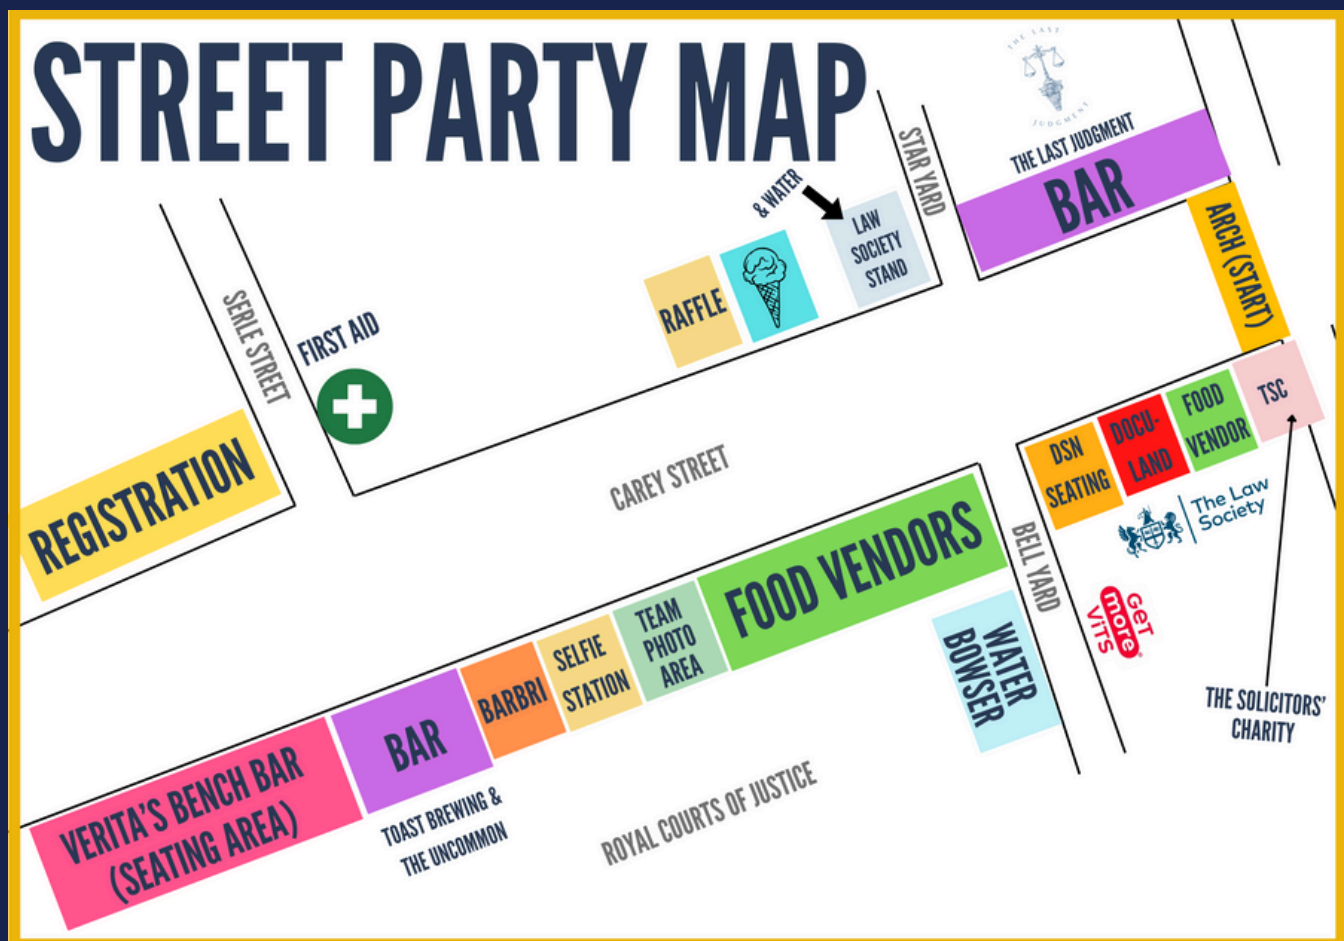 STREET PARTY MAP
THE LAST
JUDGMENT
THE LAST JUDGMENT
BAR
STAR YARD
& WATER
LAW
SOCIETY
STAND
ARCH (START)
RAFFLE
SERLE STREET
FIRST AID
REGISTRATION
CAREY STREET
DSN
SEATING
DOCU-
LAND
FOOD
VENDOR
TSC
The Law
Society
BELL YARD
GET
more
ViTS
THE SOLICITORS'
CHARITY
FOOD VENDORS
WATER
BOWSER
TEAM
PHOTO
AREA
SELFIE
STATION
BARBRI
BAR
TOAST BREWING &
THE UNCOMMON
VERITA'S BENCH BAR
(SEATING AREA)
ROYAL COURTS OF JUSTICE